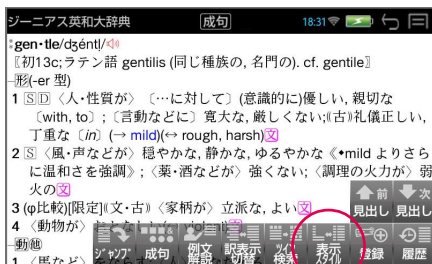 ジーニアス英和大辞典 成句 18:31
:gen・tle/dʒéntl/
〖初13c;ラテン語 gentilis (同じ種族の, 名門の). cf. gentile〗
―形(-er 型)
1 S D 〈人・性質が〉〔…に対して〕(意識的に)優しい, 親切な
〔with, to〕; 〔言動などに〕寛大な, 厳しくない;《古》礼儀正しい,
丁重な〔in〕(→ mild)(↔ rough, harsh)文
2 S 〈風・声などが〉穏やかな, 静かな, ゆるやかな《◆mild よりさら
に温和さを強調》; 〈薬・酒などが〉強くない; 〈調理の火力が〉弱
火の文
前 見出し 次 見出し
3 (φ比較)[限定]《文・古》〈家柄が〉立派な, よい文
4 〈動物が〉
―動他
1 〈馬など〉
ジャンプ 成句 例文解説 訳表示切替 ツイン検索 表示スタイル 登録 履歴